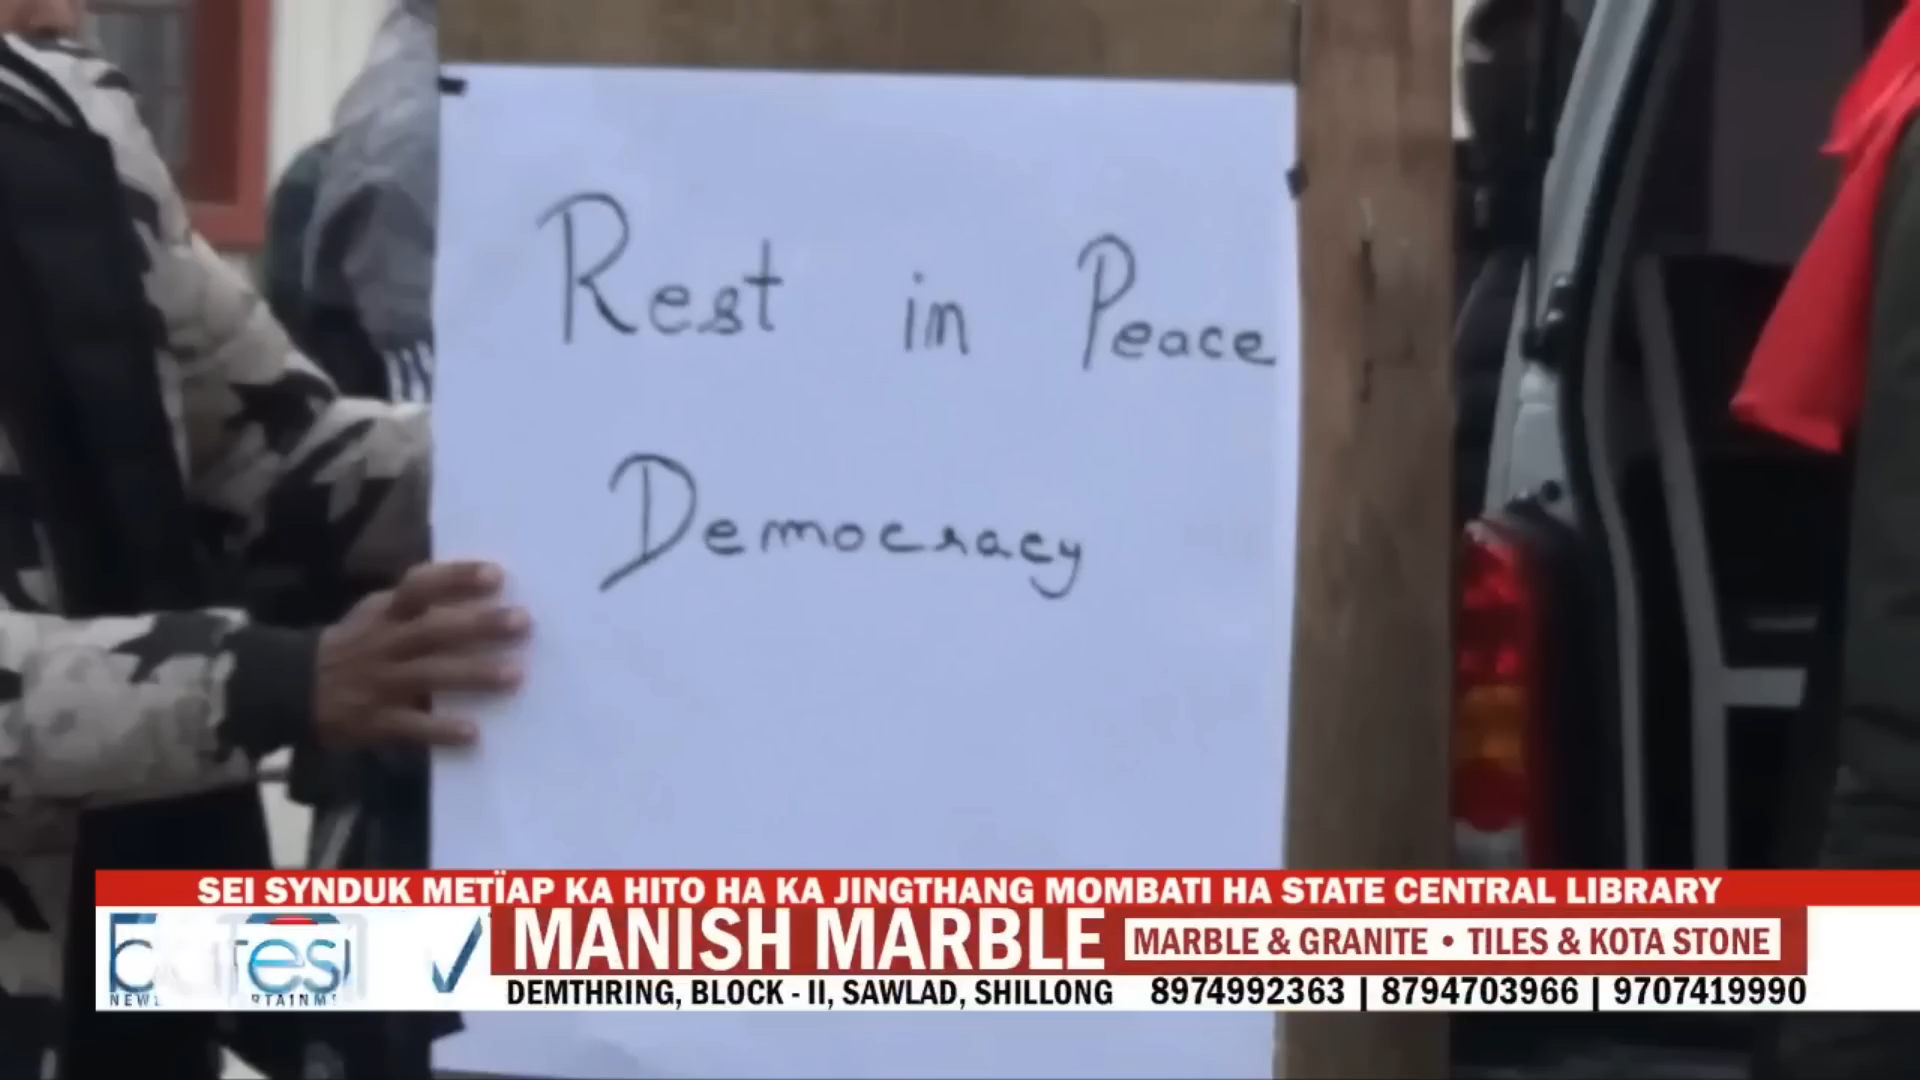 Rest in Peace
Democracy
SEI SYNDUK METÏAP KA HITO HA KA JINGTHANG MOMBATI HA STATE CENTRAL LIBRARY
MANISH MARBLE
MARBLE & GRANITE • TILES & KOTA STONE
DEMTHRING, BLOCK - II, SAWLAD, SHILLONG 8974992363 | 8794703966 | 9707419990